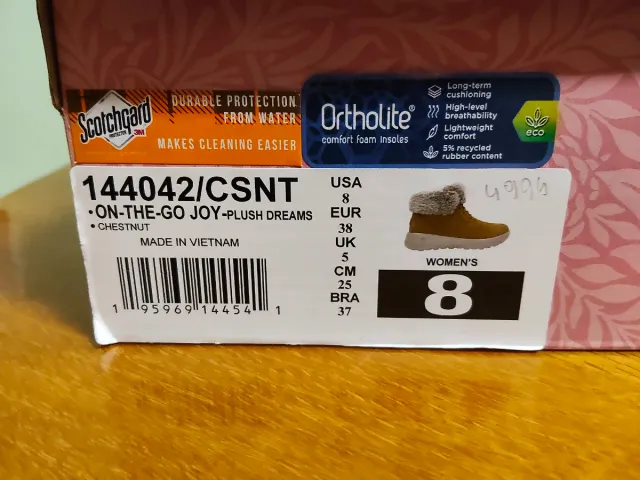 Scotchgard
PROTECTOR 3M
DURABLE PROTECTION
FROM WATER
MAKES CLEANING EASIER
OrthoLite®
comfort foam insoles
Long-term
cushioning
High-level
breathability
Lightweight
comfort
5% recycled
rubber content
eco
144042/CSNT
•ON-THE-GO JOY-PLUSH DREAMS
• CHESTNUT
MADE IN VIETNAM
1 95969 14454 1
USA
8
EUR
38
UK
5
CM
25
BRA
37
4996
WOMEN'S
8